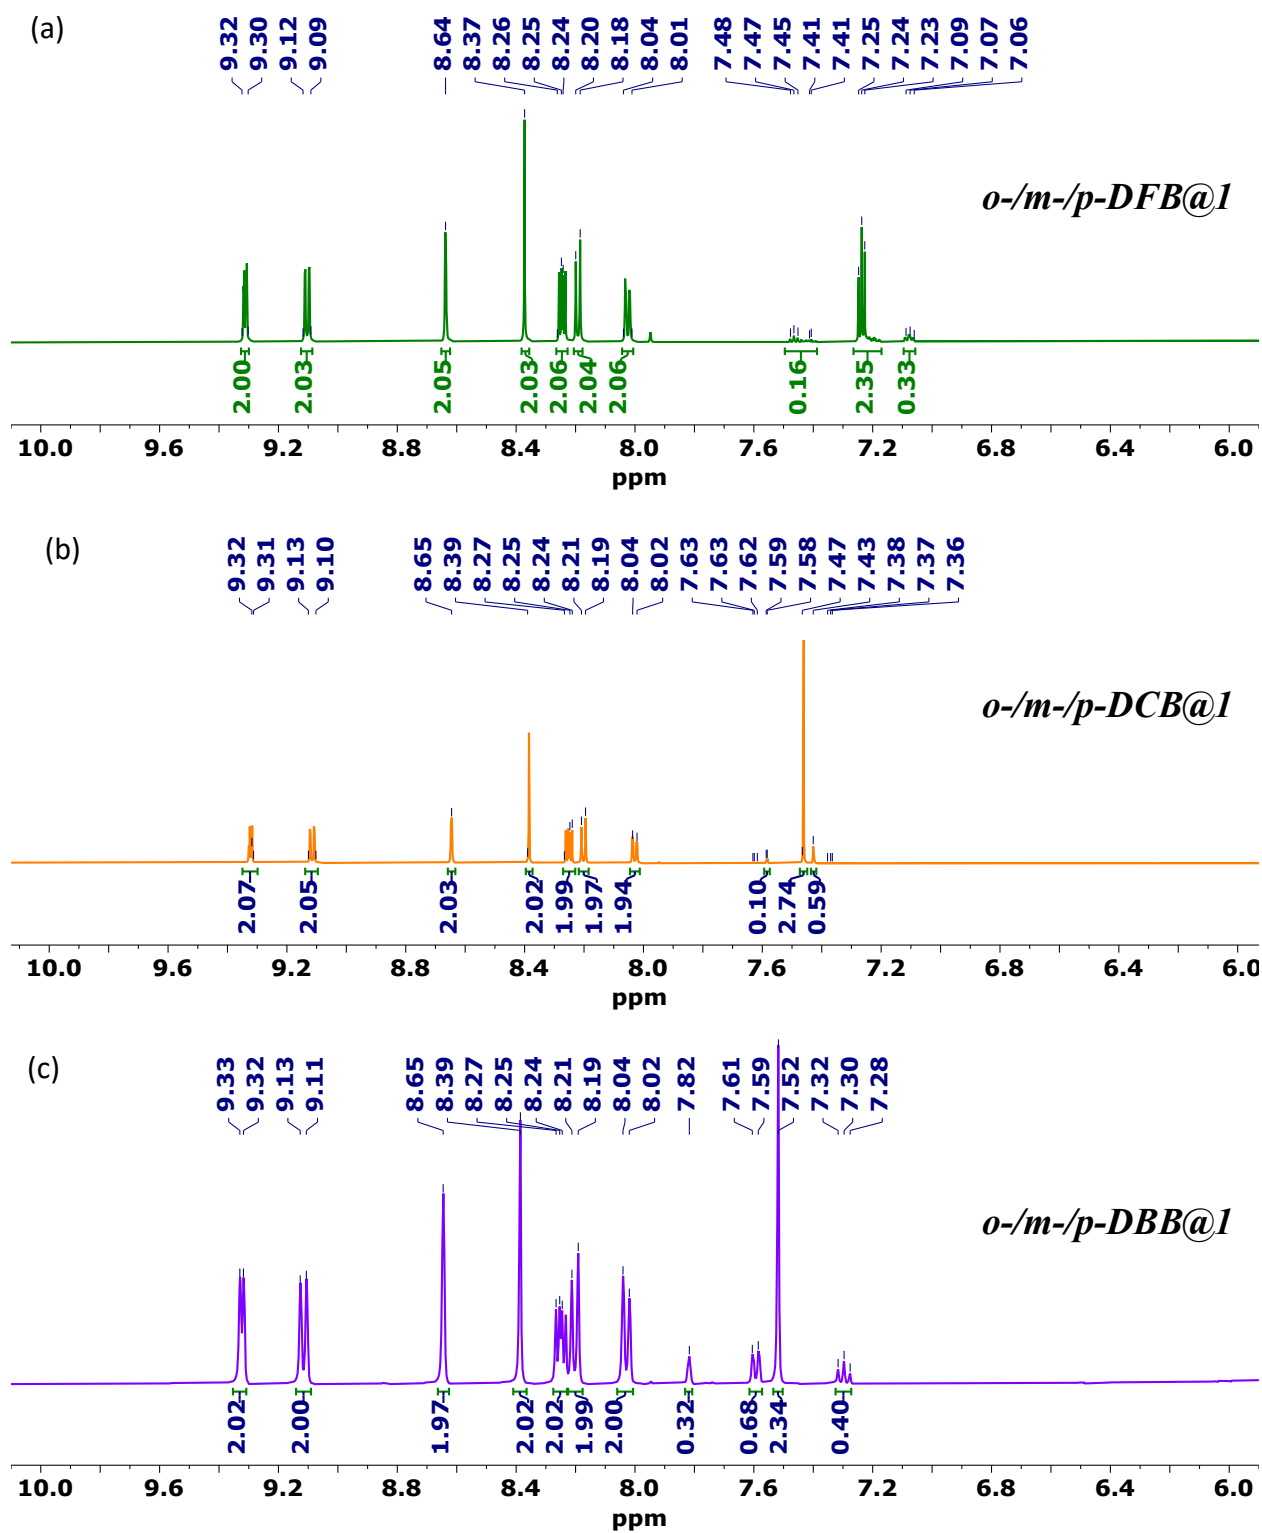 (a)
9.32 9.30 9.12 9.09 8.64 8.37 8.26 8.25 8.24 8.20 8.18 8.04 8.01 7.48 7.47 7.45 7.41 7.41 7.25 7.24 7.23 7.09 7.07 7.06
o-/m-/p-DFB@1
2.00 2.03 2.05 2.03 2.06 2.04 2.06 0.16 2.35 0.33
10.0 9.6 9.2 8.8 8.4 8.0 7.6 7.2 6.8 6.4 6.0
ppm
(b)
9.32 9.31 9.13 9.10 8.65 8.39 8.27 8.25 8.24 8.21 8.19 8.04 8.02 7.63 7.63 7.62 7.59 7.58 7.47 7.43 7.38 7.37 7.36
o-/m-/p-DCB@1
2.07 2.05 2.03 2.02 1.99 1.97 1.94 0.10 2.74 0.59
10.0 9.6 9.2 8.8 8.4 8.0 7.6 7.2 6.8 6.4 6.0
ppm
(c)
9.33 9.32 9.13 9.11 8.65 8.39 8.27 8.25 8.24 8.21 8.19 8.04 8.02 7.82 7.61 7.59 7.52 7.32 7.30 7.28
o-/m-/p-DBB@1
2.02 2.00 1.97 2.02 2.02 1.99 2.00 0.32 0.68 2.34 0.40
10.0 9.6 9.2 8.8 8.4 8.0 7.6 7.2 6.8 6.4 6.0
ppm